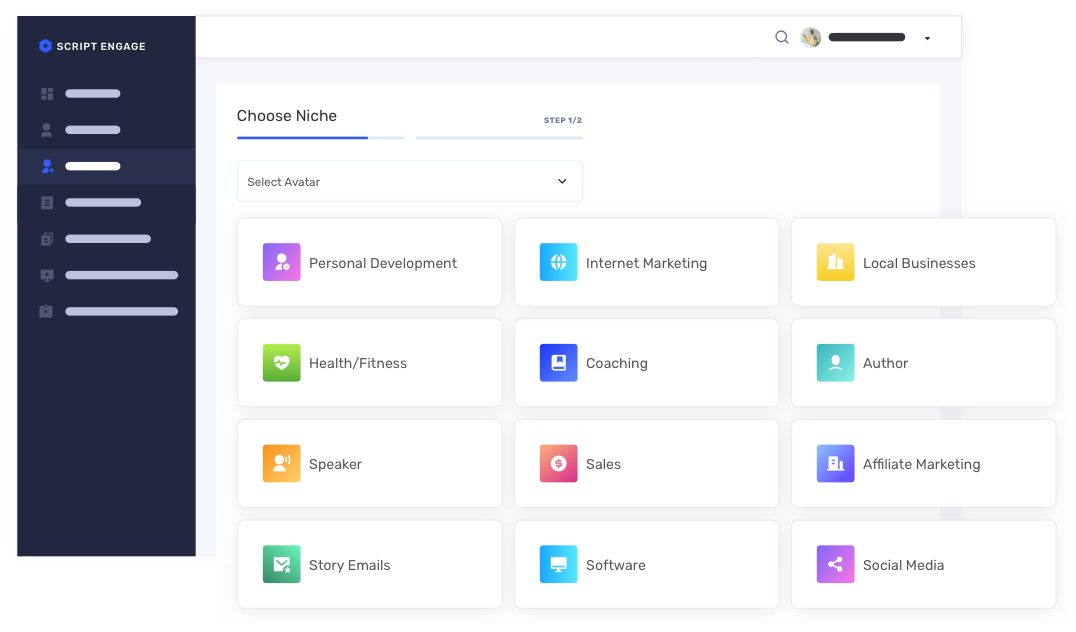 SCRIPT ENGAGE
Choose Niche
STEP 1/2
Select Avatar
Personal Development
Internet Marketing
Local Businesses
Health/Fitness
Coaching
Author
Speaker
Sales
Affiliate Marketing
Story Emails
Software
Social Media